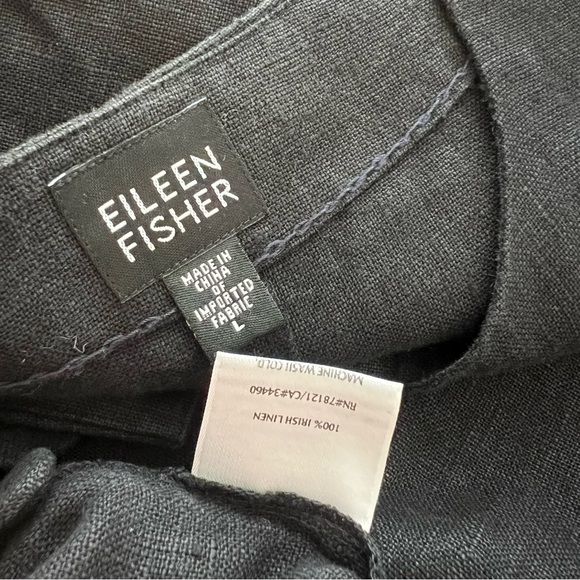 EILEEN
FISHER
MADE IN
CHINA
OF
IMPORTED
FABRIC
L
100% IRISH LINEN
RN#78121/CA#34460
MACHINE WASH COLD,